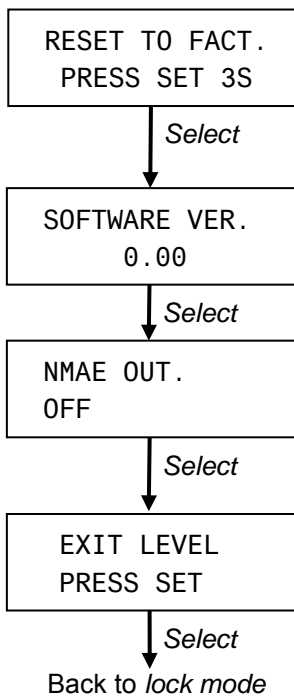 RESET TO FACT.
PRESS SET 3S
Select
SOFTWARE VER.
0.00
Select
NMAE OUT.
OFF
Select
EXIT LEVEL
PRESS SET
Select
Back to lock mode